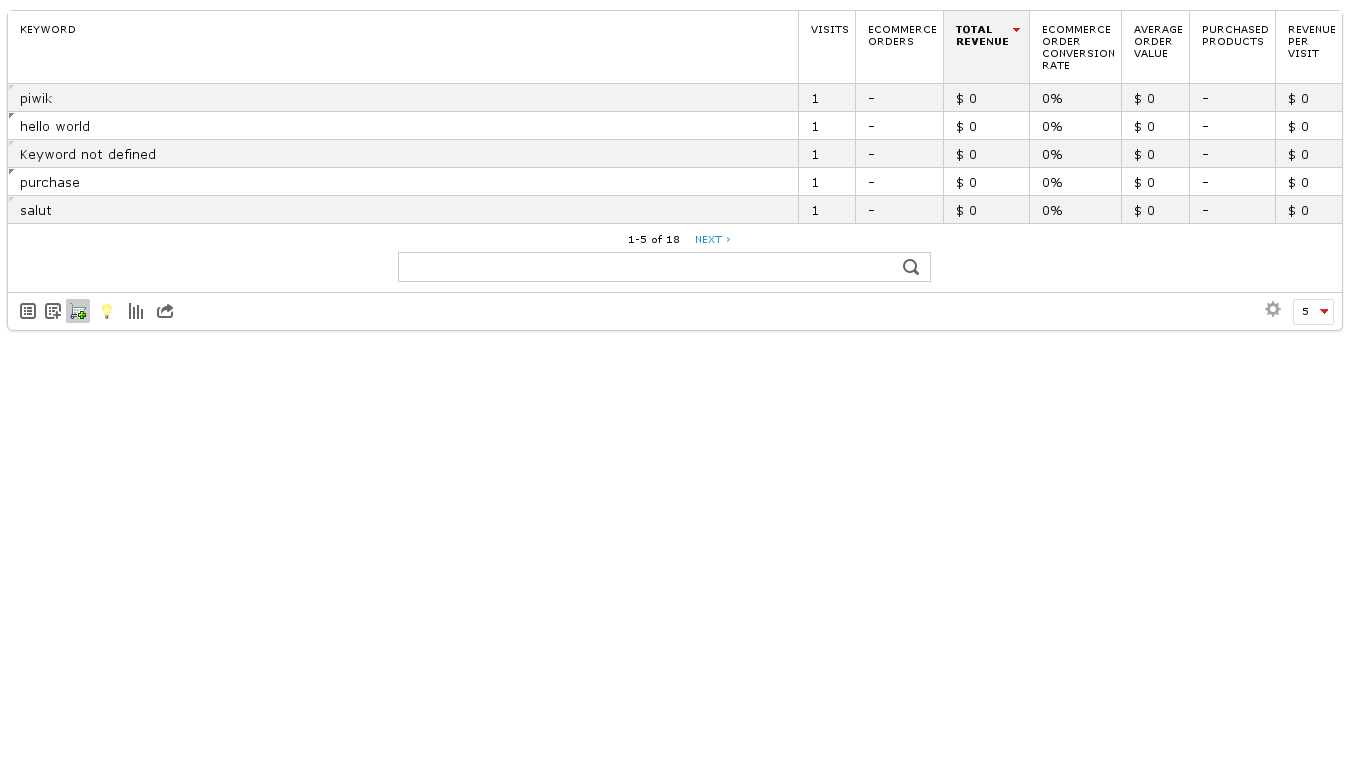 KEYWORD VISITS ECOMMERCE ORDERS TOTAL REVENUE ECOMMERCE ORDER CONVERSION RATE AVERAGE ORDER VALUE PURCHASED PRODUCTS REVENUE PER VISIT
piwik 1 - $ 0 0% $ 0 - $ 0
hello world 1 - $ 0 0% $ 0 - $ 0
Keyword not defined 1 - $ 0 0% $ 0 - $ 0
purchase 1 - $ 0 0% $ 0 - $ 0
salut 1 - $ 0 0% $ 0 - $ 0
1-5 of 18 NEXT ›
5